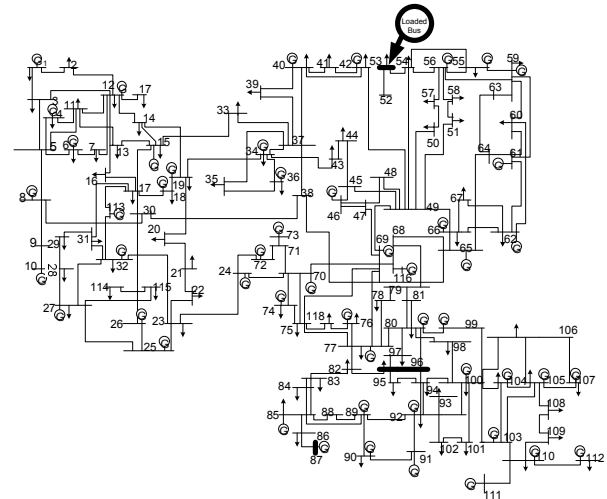 Loaded
Bus
G 1 2 12 G 17
3 11 14
4 G
5 6 7 13 15
G G G
8 16 17 19 18
G G G
113 G 30
9 29 31 20
10 28 32 G
G
27 114 115 21 22
G 26 23
G 25 G
G G G G G G
40 41 42 53 54 56 55 59
52
39 57 58 63
33 50 51 60
37 44
34 G 36 43 64 61
G G
35 G 45 48
G 46 47 49 67
38 66 G 62
G 65 G
G
73 69 68
G 72 71 G
24 G 70 116 G
G 79
74 78 81
G
75 118 76 80 G G 99
G G
77 97 98 106
G 96
82 95 94 100 G G G
84 83 93 104 105 107
G 85 88 89 G 92 G 108
86 102 101 103 G 109
87 G G G 91 110 G G
90 G 112
G 111